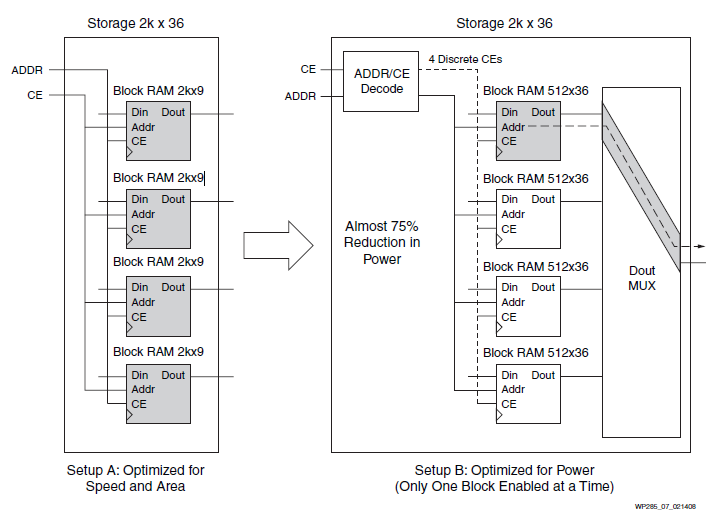 Storage 2k x 36
ADDR
CE
Block RAM 2kx9
Din Dout
Addr
CE
Block RAM 2kx9
Din Dout
Addr
CE
Block RAM 2kx9
Din Dout
Addr
CE
Block RAM 2kx9
Din Dout
Addr
CE
Setup A: Optimized for
Speed and Area
Storage 2k x 36
CE
ADDR
ADDR/CE
Decode
4 Discrete CEs
Almost 75%
Reduction in
Power
Block RAM 512x36
Din Dout
Addr
CE
Block RAM 512x36
Din Dout
Addr
CE
Block RAM 512x36
Din Dout
Addr
CE
Block RAM 512x36
Din Dout
Addr
CE
Dout
MUX
Setup B: Optimized for Power
(Only One Block Enabled at a Time)
WP285_07_021408